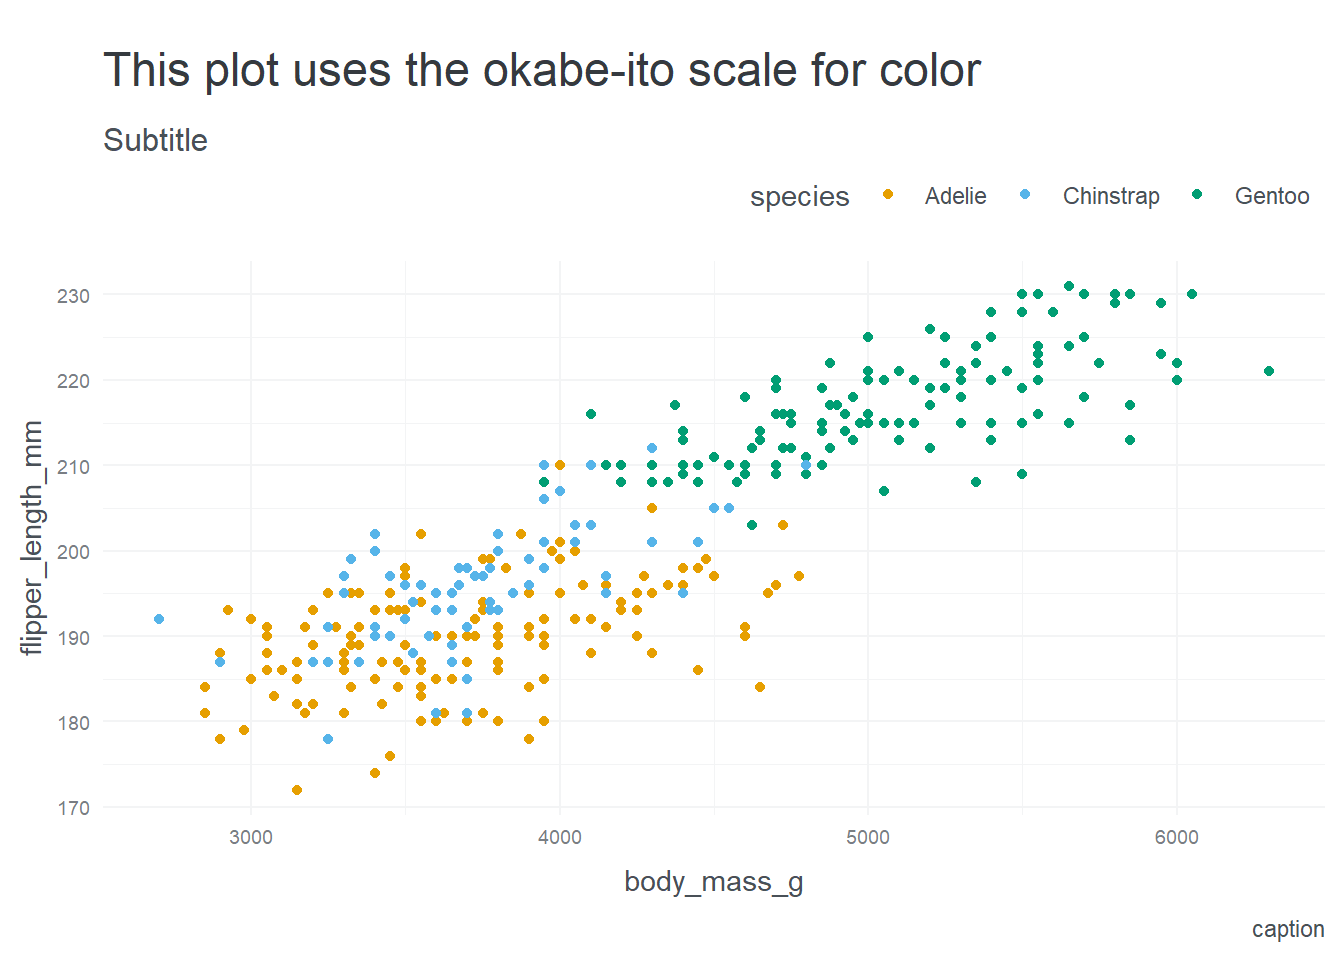 This plot uses the okabe-ito scale for color
Subtitle
species Adelie Chinstrap Gentoo
230
220
210
200
190
180
170
flipper_length_mm
3000 4000 5000 6000
body_mass_g
caption